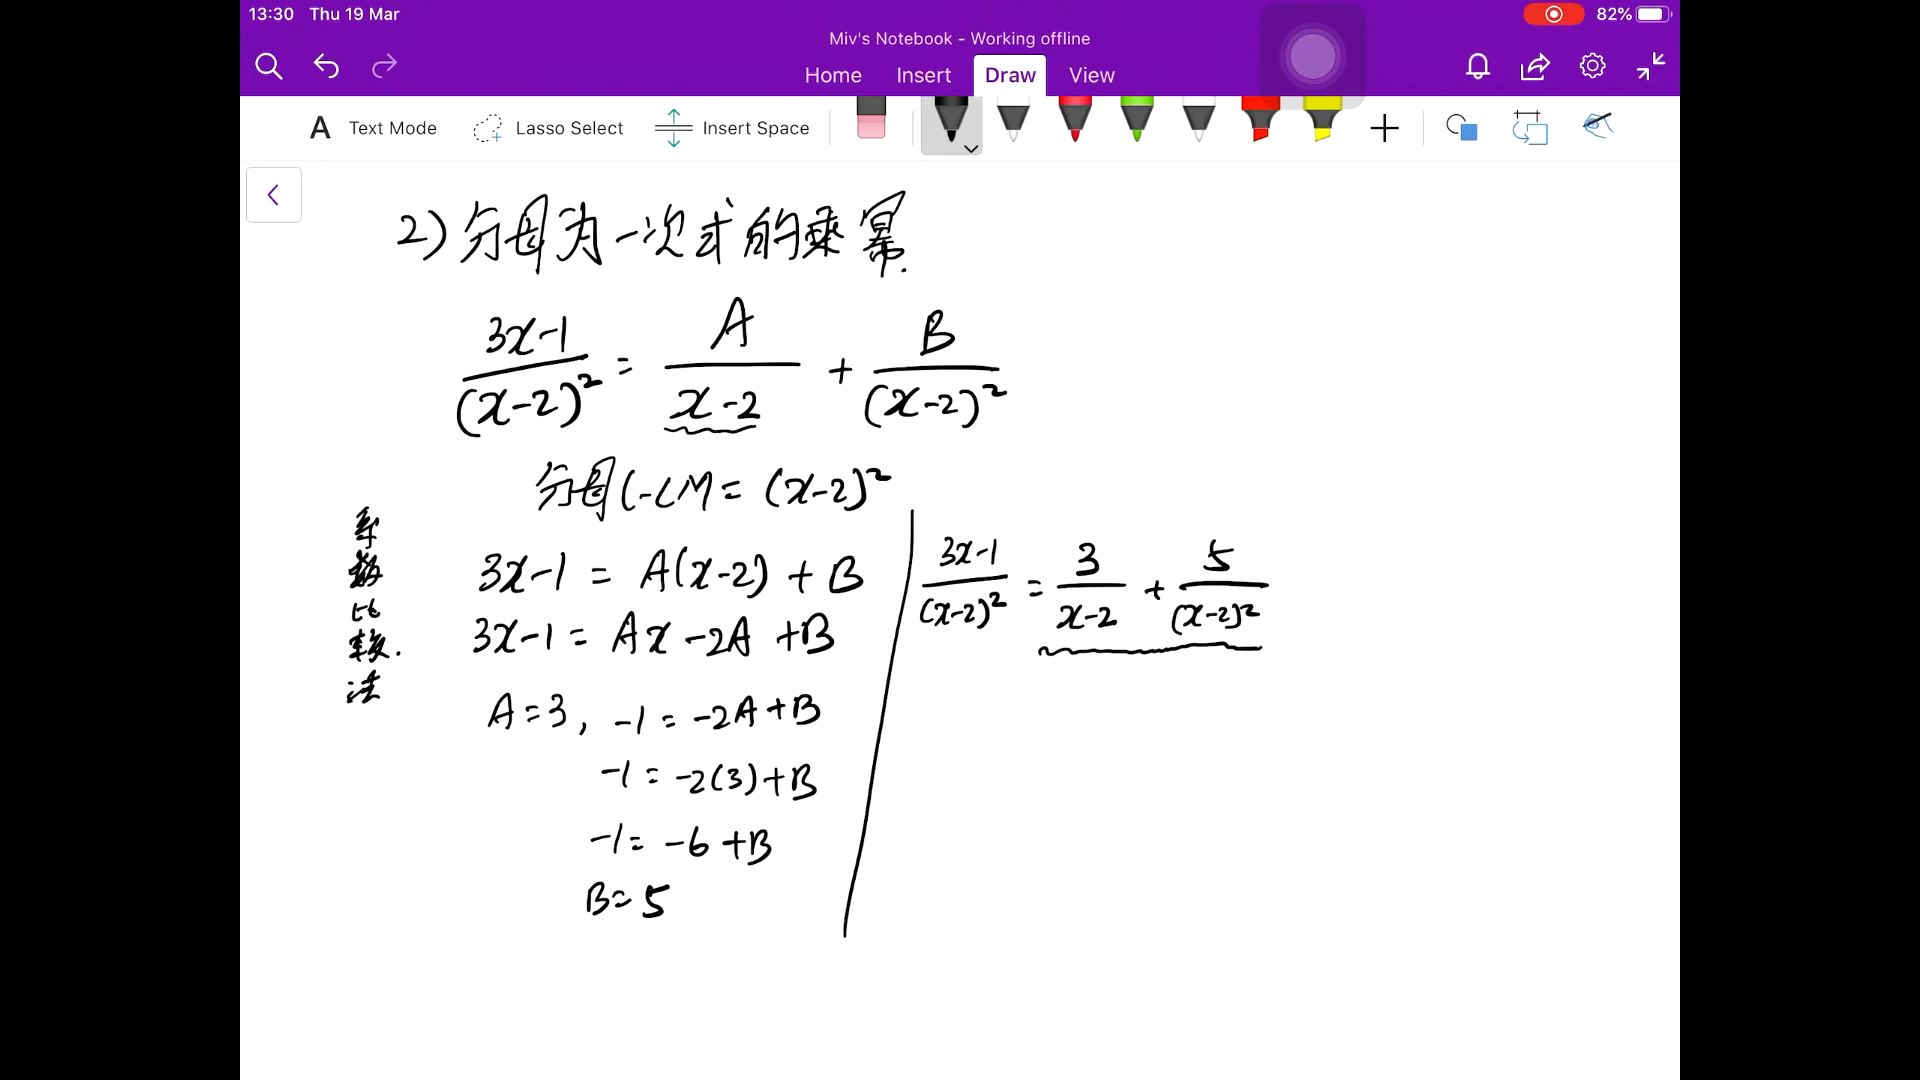 13:30 Thu 19 Mar
82%
Miv's Notebook - Working offline
Home Insert Draw View
A Text Mode Lasso Select Insert Space
2) 分母为一次式的乘幂.
(3x-1)/(x-2)² = A/(x-2) + B/(x-2)²
分母 LCM = (x-2)²
系数比较法
3x-1 = A(x-2) + B
3x-1 = Ax -2A +B
A=3, -1 = -2A+B
-1 = -2(3)+B
-1 = -6 +B
B= 5
(3x-1)/(x-2)² = 3/(x-2) + 5/(x-2)²